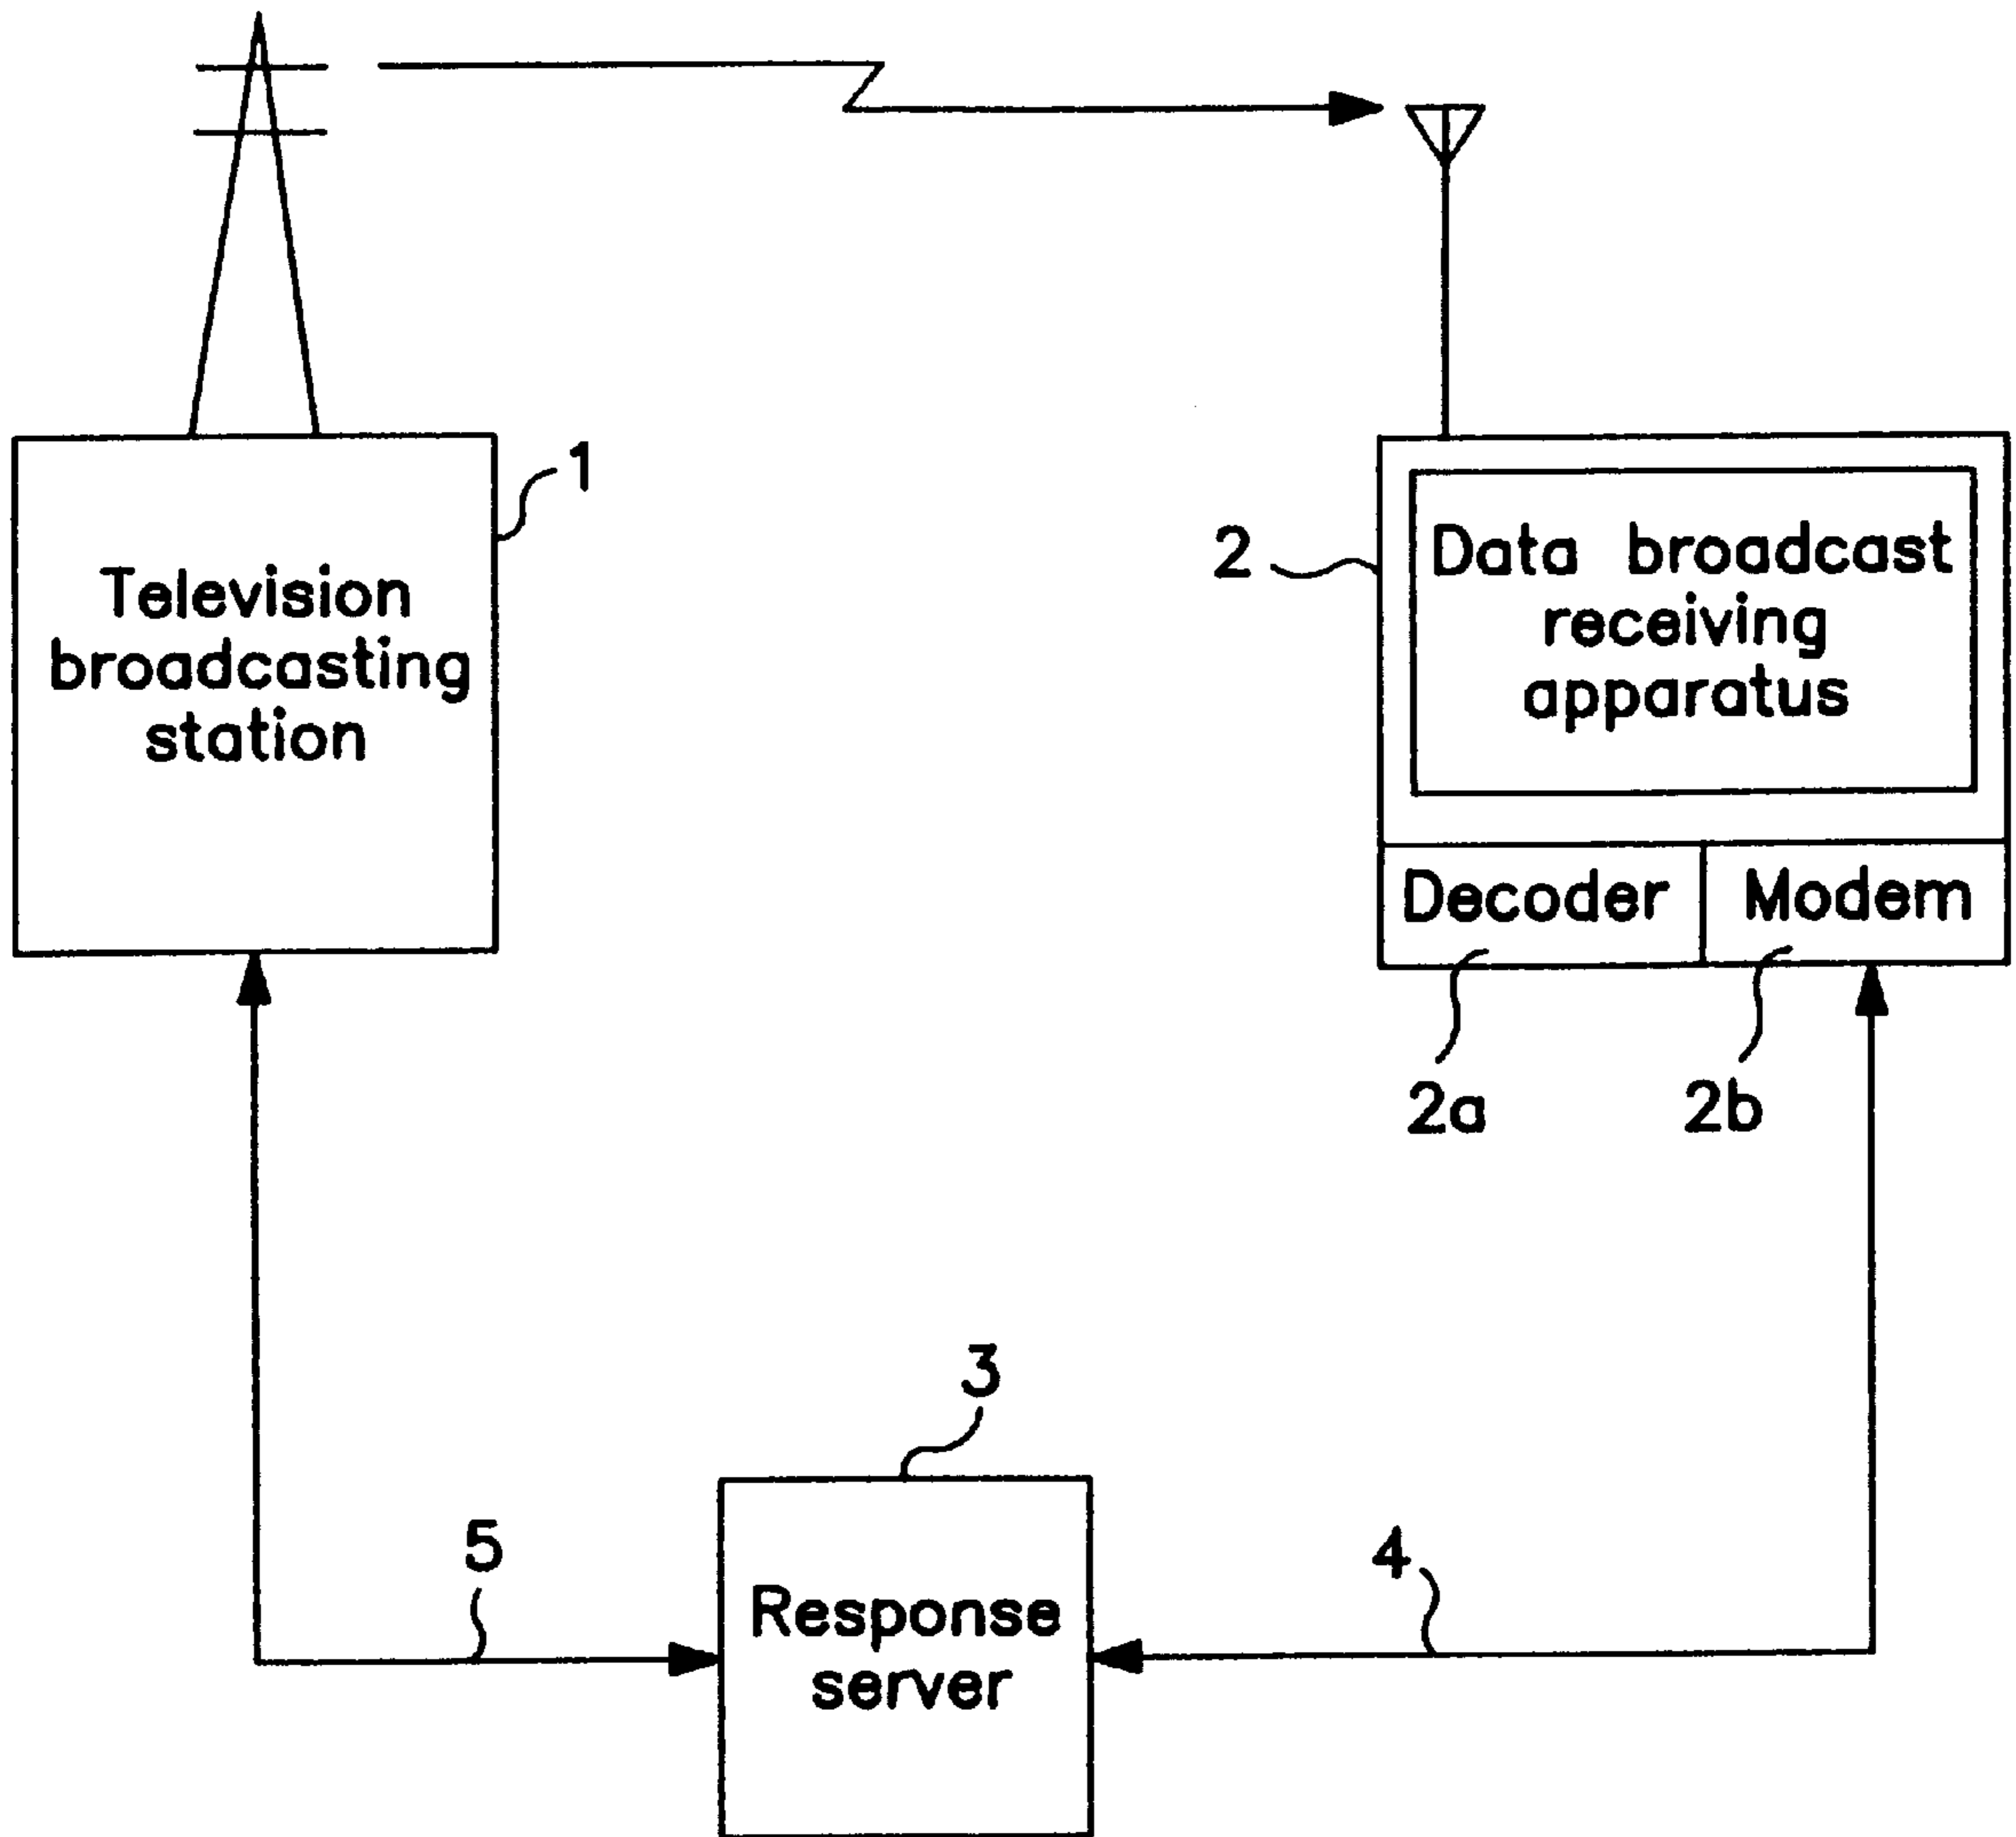 1
Television
broadcasting
station
2
Data broadcast
receiving
apparatus
Decoder
Modem
2a
2b
3
5
4
Response
server